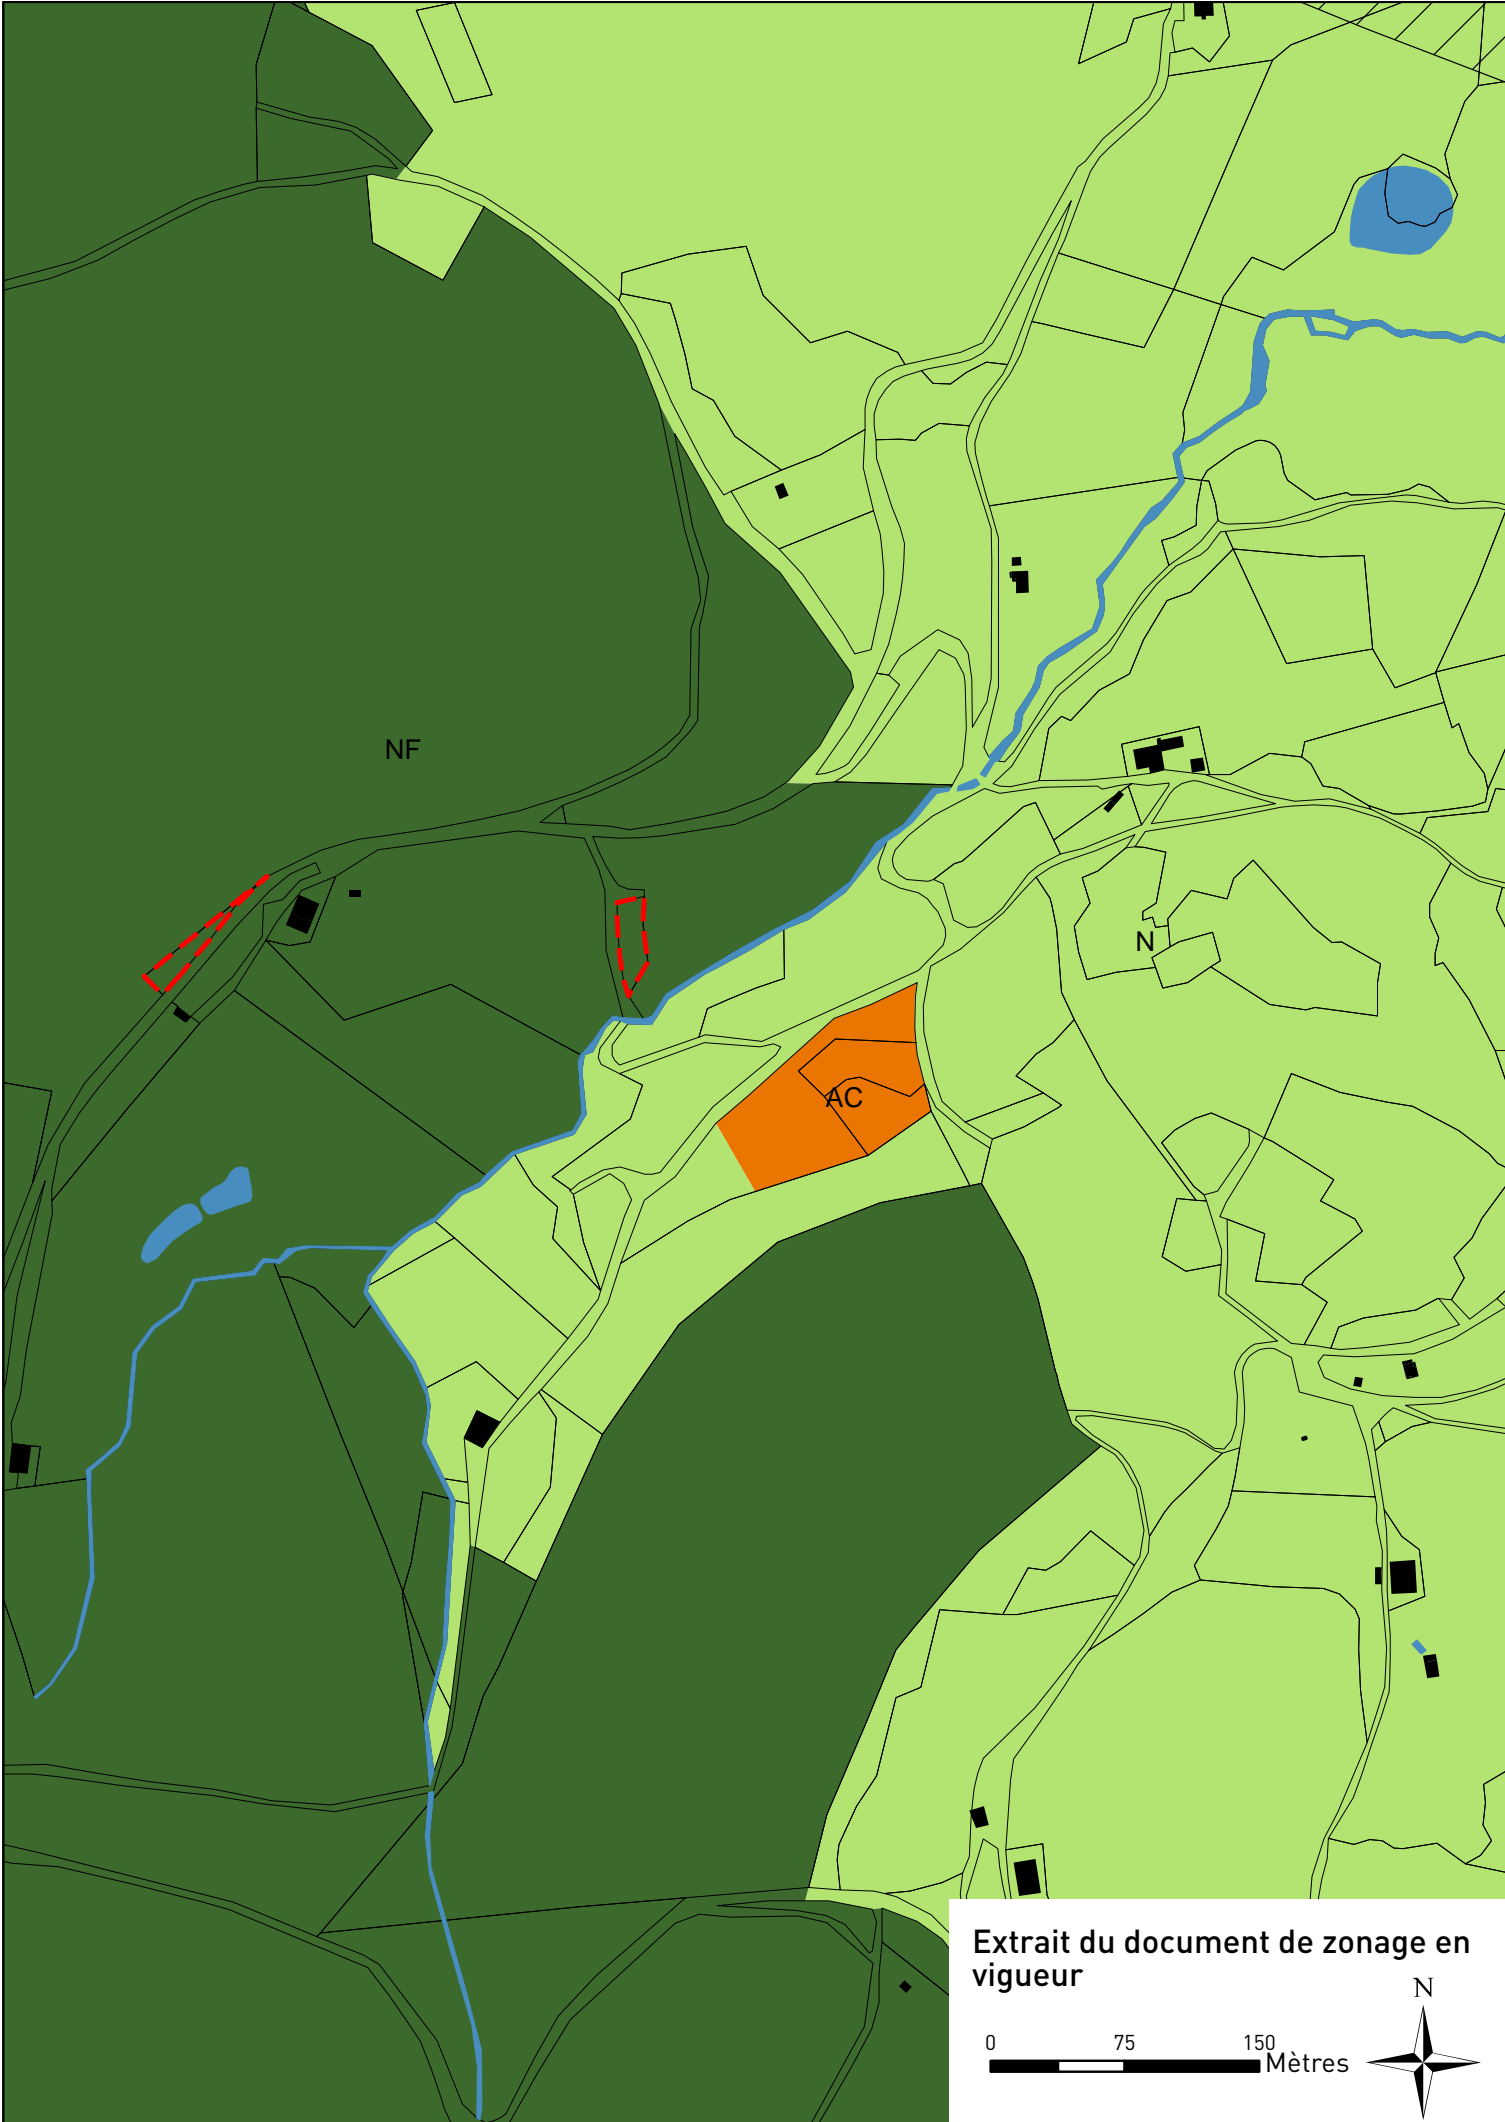 NF
N
AC
Extrait du document de zonage en
vigueur
N
0 75 150
Mètres